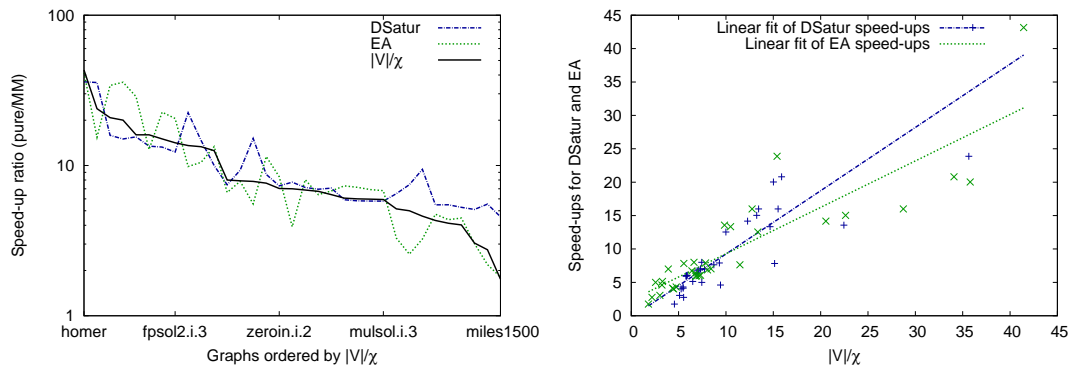 Speed-up ratio (pure/MM)
100
10
1
DSatur
EA
|V|/χ
homer
fpsol2.i.3
zeroin.i.2
mulsol.i.3
miles1500
Graphs ordered by |V|/χ
Speed-ups for DSatur and EA
45
40
35
30
25
20
15
10
5
0
Linear fit of DSatur speed-ups
Linear fit of EA speed-ups
0 5 10 15 20 25 30 35 40 45
|V|/χ